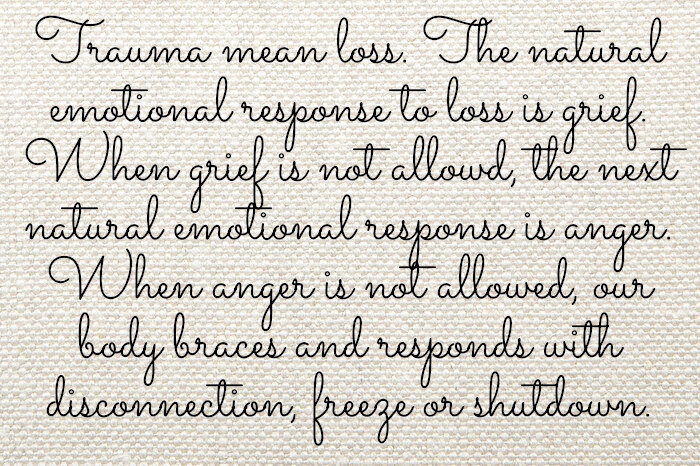 Trauma mean loss. The natural
emotional response to loss is grief.
When grief is not allowd, the next
natural emotional response is anger.
When anger is not allowed, our
body braces and responds with
disconnection, freeze or shutdown.